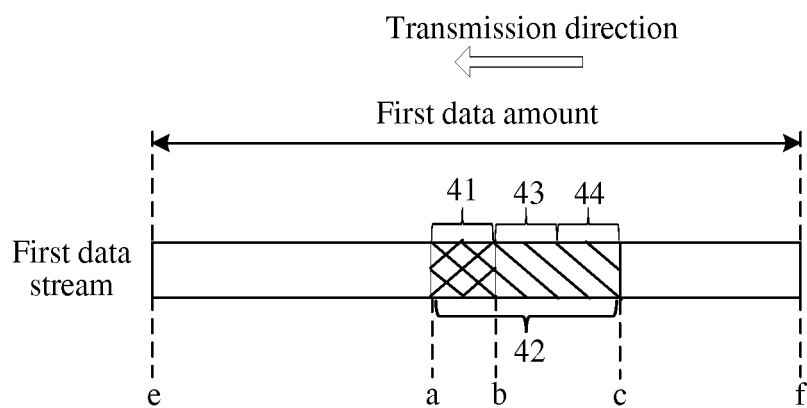 Transmission direction
First data amount
41 43 44
First data
stream
42
e a b c f